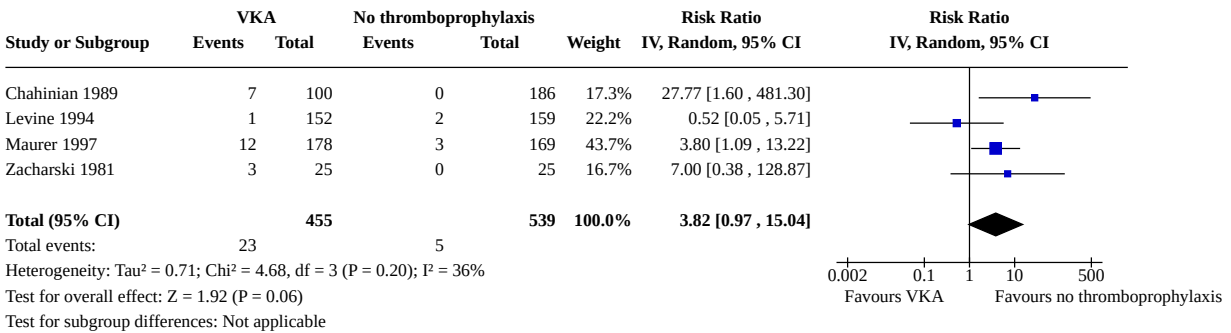 VKA No thromboprophylaxis Risk Ratio Risk Ratio
Study or Subgroup Events Total Events Total Weight IV, Random, 95% CI IV, Random, 95% CI
Chahinian 1989 7 100 0 186 17.3% 27.77 [1.60 , 481.30]
Levine 1994 1 152 2 159 22.2% 0.52 [0.05 , 5.71]
Maurer 1997 12 178 3 169 43.7% 3.80 [1.09 , 13.22]
Zacharski 1981 3 25 0 25 16.7% 7.00 [0.38 , 128.87]
Total (95% CI) 455 539 100.0% 3.82 [0.97 , 15.04]
Total events: 23 5
Heterogeneity: Tau² = 0.71; Chi² = 4.68, df = 3 (P = 0.20); I² = 36%
0.002 0.1 1 10 500
Test for overall effect: Z = 1.92 (P = 0.06) Favours VKA Favours no thromboprophylaxis
Test for subgroup differences: Not applicable